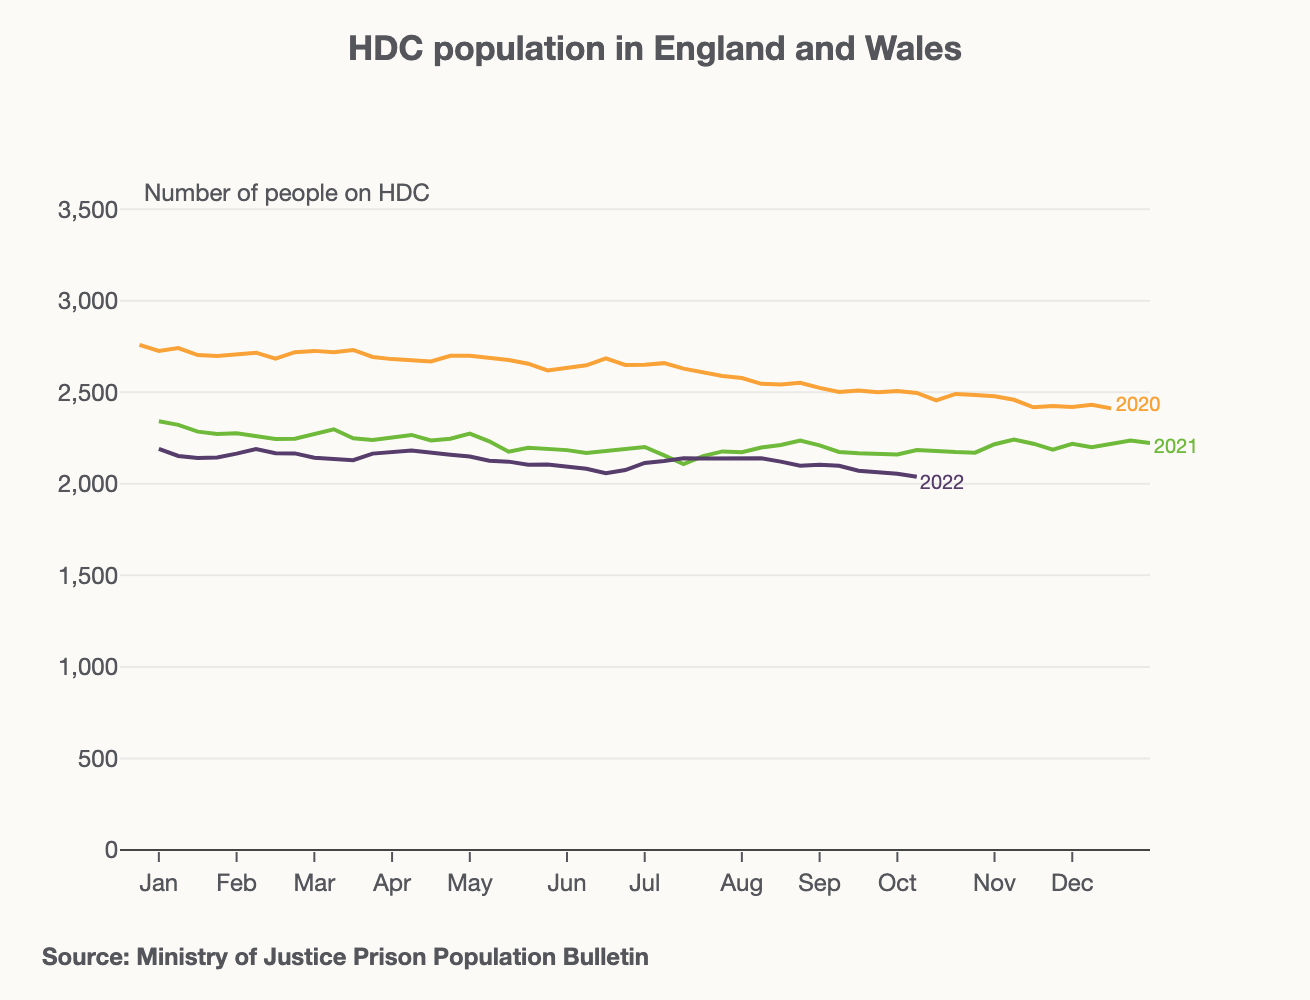 HDC population in England and Wales
Number of people on HDC
3,500
3,000
2,500
2020
2021
2,000
2022
1,500
1,000
500
0
Jan Feb Mar Apr May Jun Jul Aug Sep Oct Nov Dec
Source: Ministry of Justice Prison Population Bulletin